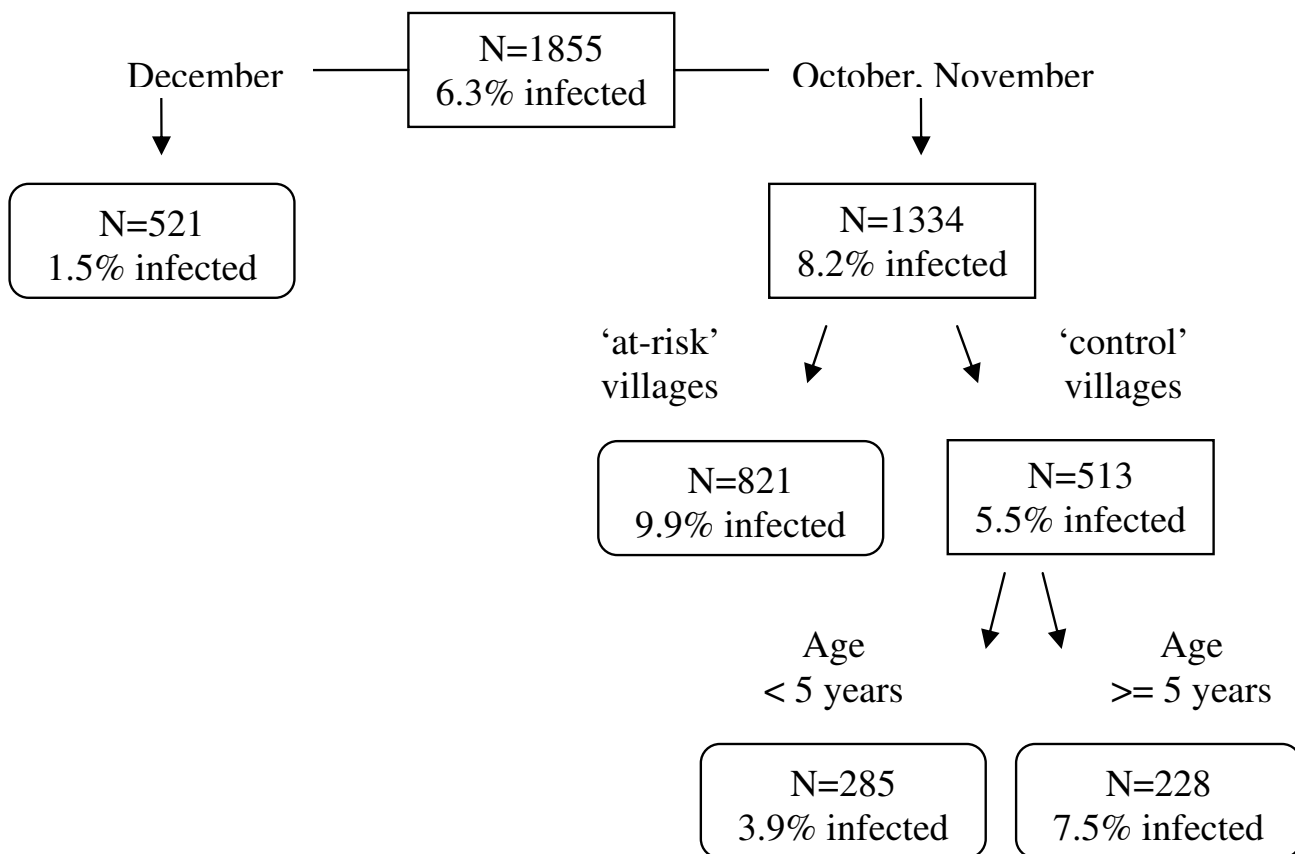 N=1855
6.3% infected
December
October, November
N=521
1.5% infected
N=1334
8.2% infected
‘at-risk’
villages
‘control’
villages
N=821
9.9% infected
N=513
5.5% infected
Age
< 5 years
Age
>= 5 years
N=285
3.9% infected
N=228
7.5% infected